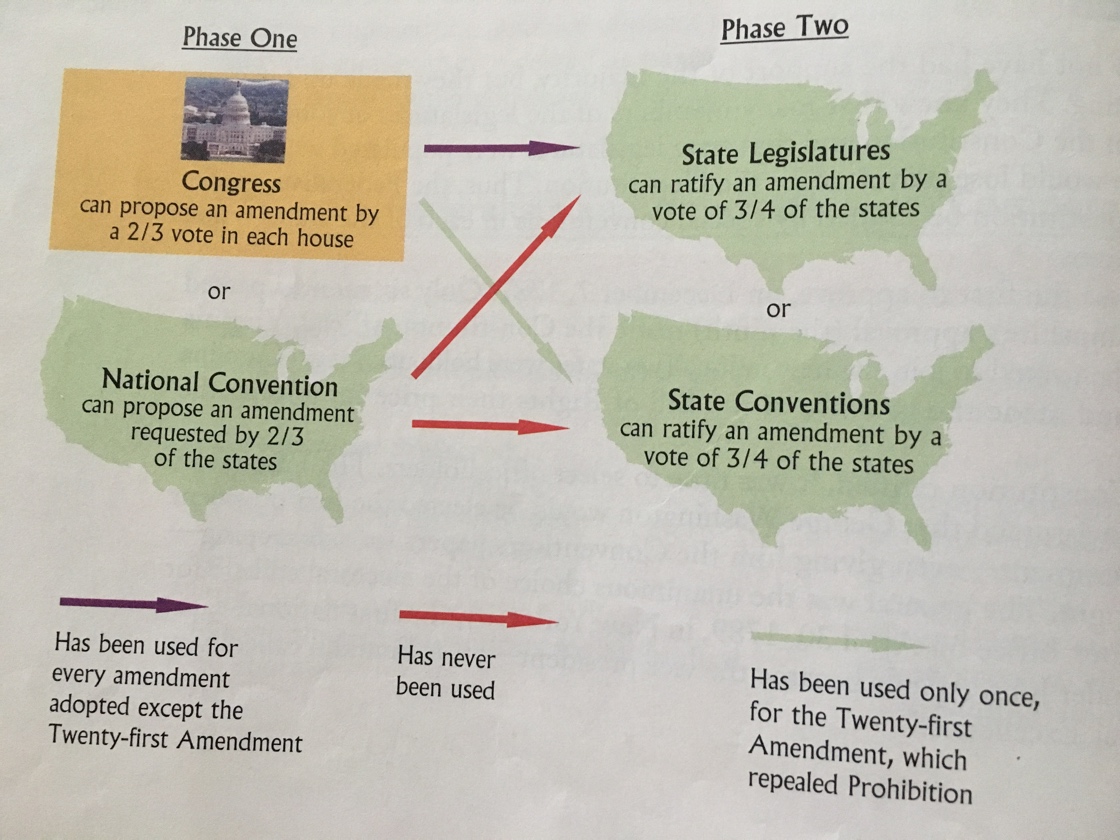 Phase One
Phase Two
Congress
can propose an amendment by
a 2/3 vote in each house
or
National Convention
can propose an amendment
requested by 2/3
of the states
State Legislatures
can ratify an amendment by a
vote of 3/4 of the states
or
State Conventions
can ratify an amendment by a
vote of 3/4 of the states
Has been used for
every amendment
adopted except the
Twenty-first Amendment
Has never
been used
Has been used only once,
for the Twenty-first
Amendment, which
repealed Prohibition